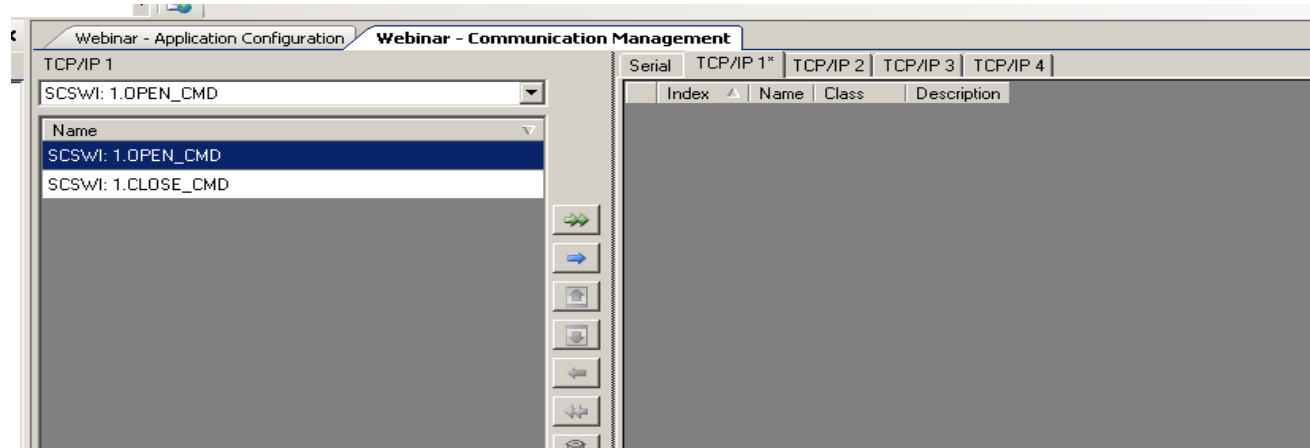 Webinar - Application Configuration Webinar - Communication Management
TCP/IP 1
SCSWI: 1.OPEN_CMD
Name
SCSWI: 1.OPEN_CMD
SCSWI: 1.CLOSE_CMD
Serial TCP/IP 1* TCP/IP 2 TCP/IP 3 TCP/IP 4
Index Name Class Description